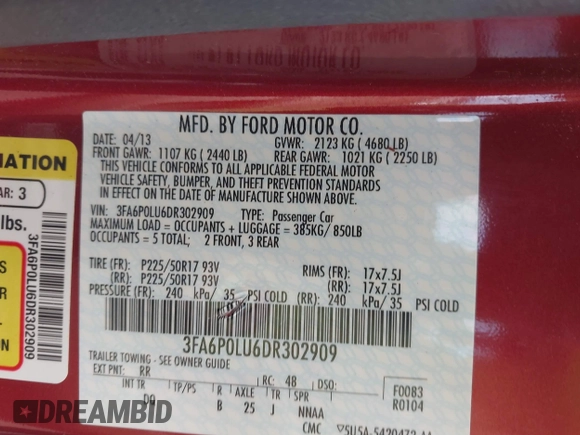 MFD. BY FORD MOTOR CO.
DATE: 04/13 GVWR: 2123 KG ( 4680 LB)
FRONT GAWR: 1107 KG ( 2440 LB) REAR GAWR: 1021 KG ( 2250 LB)
THIS VEHICLE CONFORMS TO ALL APPLICABLE FEDERAL MOTOR
VEHICLE SAFETY, BUMPER, AND THEFT PREVENTION STANDARDS
IN EFFECT ON THE DATE OF MANUFACTURE SHOWN ABOVE.
VIN: 3FA6P0LU6DR302909 TYPE: Passenger Car
MAXIMUM LOAD = OCCUPANTS + LUGGAGE = 385KG/ 850LB
OCCUPANTS = 5 TOTAL; 2 FRONT, 3 REAR
TIRE (FR): P225/50R17 93V RIMS (FR): 17x7.5J
(RR): P225/50R17 93V (RR): 17x7.5J
PRESSURE (FR): 240 kPa/ 35 PSI COLD (RR): 240 kPa/ 35 PSI COLD
3FA6P0LU6DR302909
TRAILER TOWING - SEE OWNER GUIDE
EXT PNT: RR RC: 48 DSO:
INT TR TP/PS R AXLE TR SPR
DQ B 25 J NNAA
CMC
F0083
R0104
MATION
AR: 3
lbs.
3FA6P0LU6DR302909
S
R
DREAMBID